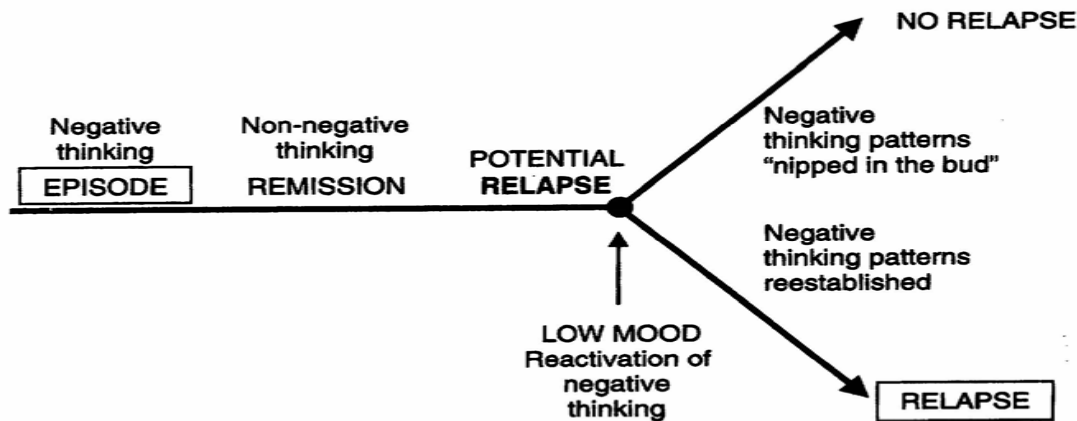 Negative
thinking
EPISODE
Non-negative
thinking
REMISSION
POTENTIAL
RELAPSE
LOW MOOD
Reactivation of
negative
thinking
NO RELAPSE
Negative
thinking patterns
“nipped in the bud”
Negative
thinking patterns
reestablished
RELAPSE